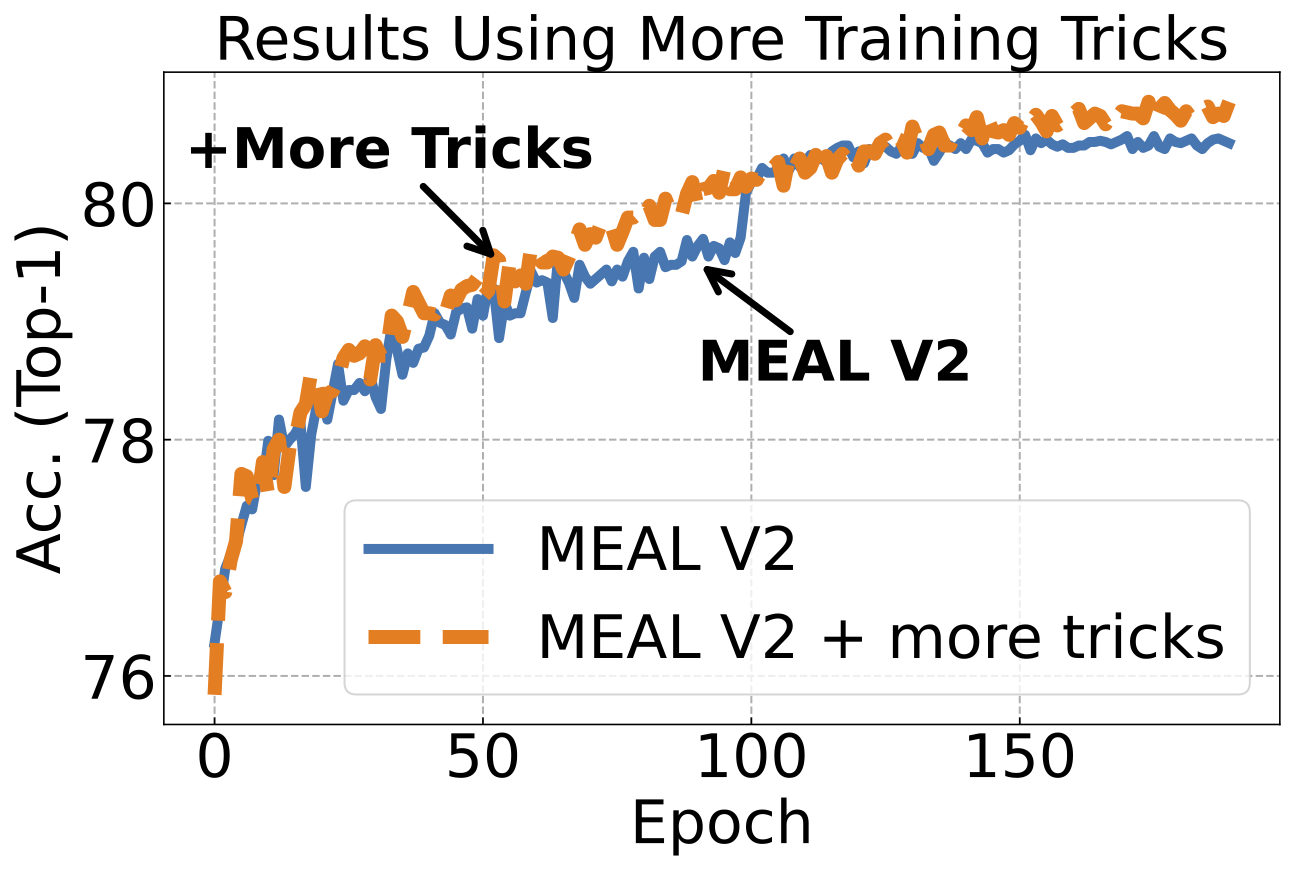 Results Using More Training Tricks
+More Tricks
MEAL V2
MEAL V2
MEAL V2 + more tricks
80
78
76
0 50 100 150
Epoch
Acc. (Top-1)